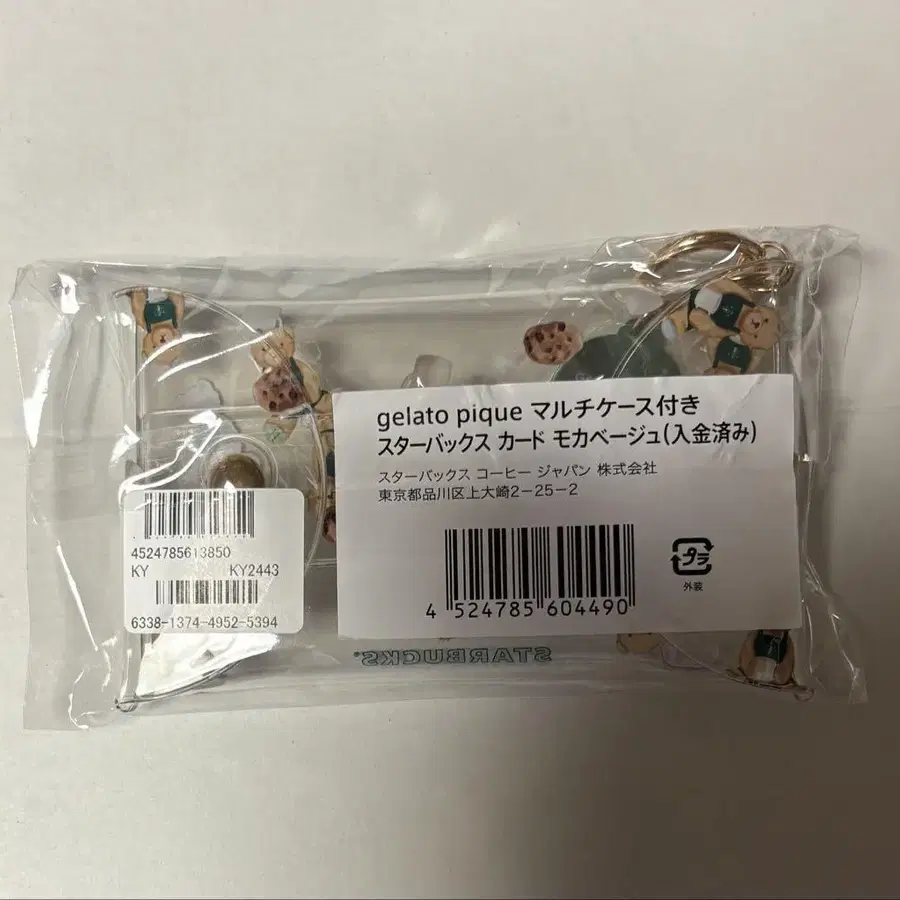 gelato pique マルチケース付き
スターバックス カード モカベージュ(入金済み)
スターバックス コーヒー ジャパン 株式会社
東京都品川区上大崎2-25-2
4 524785 604490
プラ
外装
4524785613850
KY KY2443
6338-1374-4952-5394
STARBUCKS®